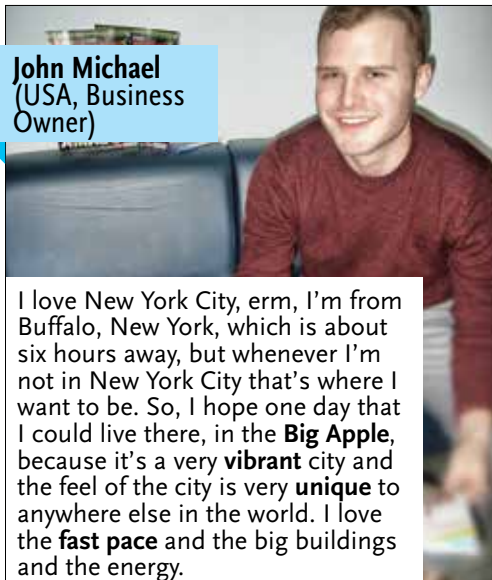 John Michael
(USA, Business
Owner)
I love New York City, erm, I’m from
Buffalo, New York, which is about
six hours away, but whenever I’m
not in New York City that’s where I
want to be. So, I hope one day that
I could live there, in the Big Apple,
because it’s a very vibrant city and
the feel of the city is very unique to
anywhere else in the world. I love
the fast pace and the big buildings
and the energy.